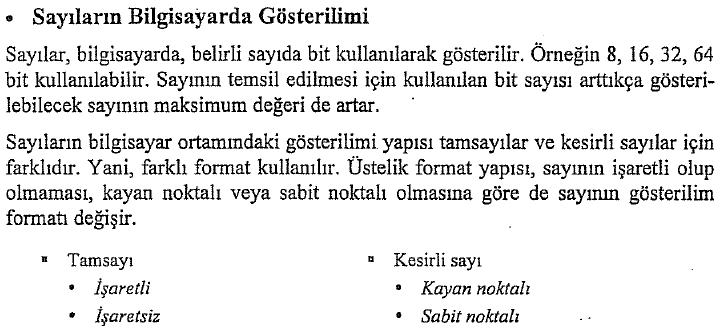 • Sayıların Bilgisayarda Gösterilimi
Sayılar, bilgisayarda, belirli sayıda bit kullanılarak gösterilir. Örneğin 8, 16, 32, 64
bit kullanılabilir. Sayının temsil edilmesi için kullanılan bit sayısı arttıkça gösteri-
lebilecek sayının maksimum değeri de artar.
Sayıların bilgisayar ortamındaki gösterilimi yapısı tamsayılar ve kesirli sayılar için
farklıdır. Yani, farklı format kullanılır. Üstelik format yapısı, sayının işaretli olup
olmaması, kayan noktalı veya sabit noktalı olmasına göre de sayının gösterilim
formatı değişir.
▪ Tamsayı
• İşaretli
• İşaretsiz
▪ Kesirli sayı
• Kayan noktalı
• Sabit noktalı